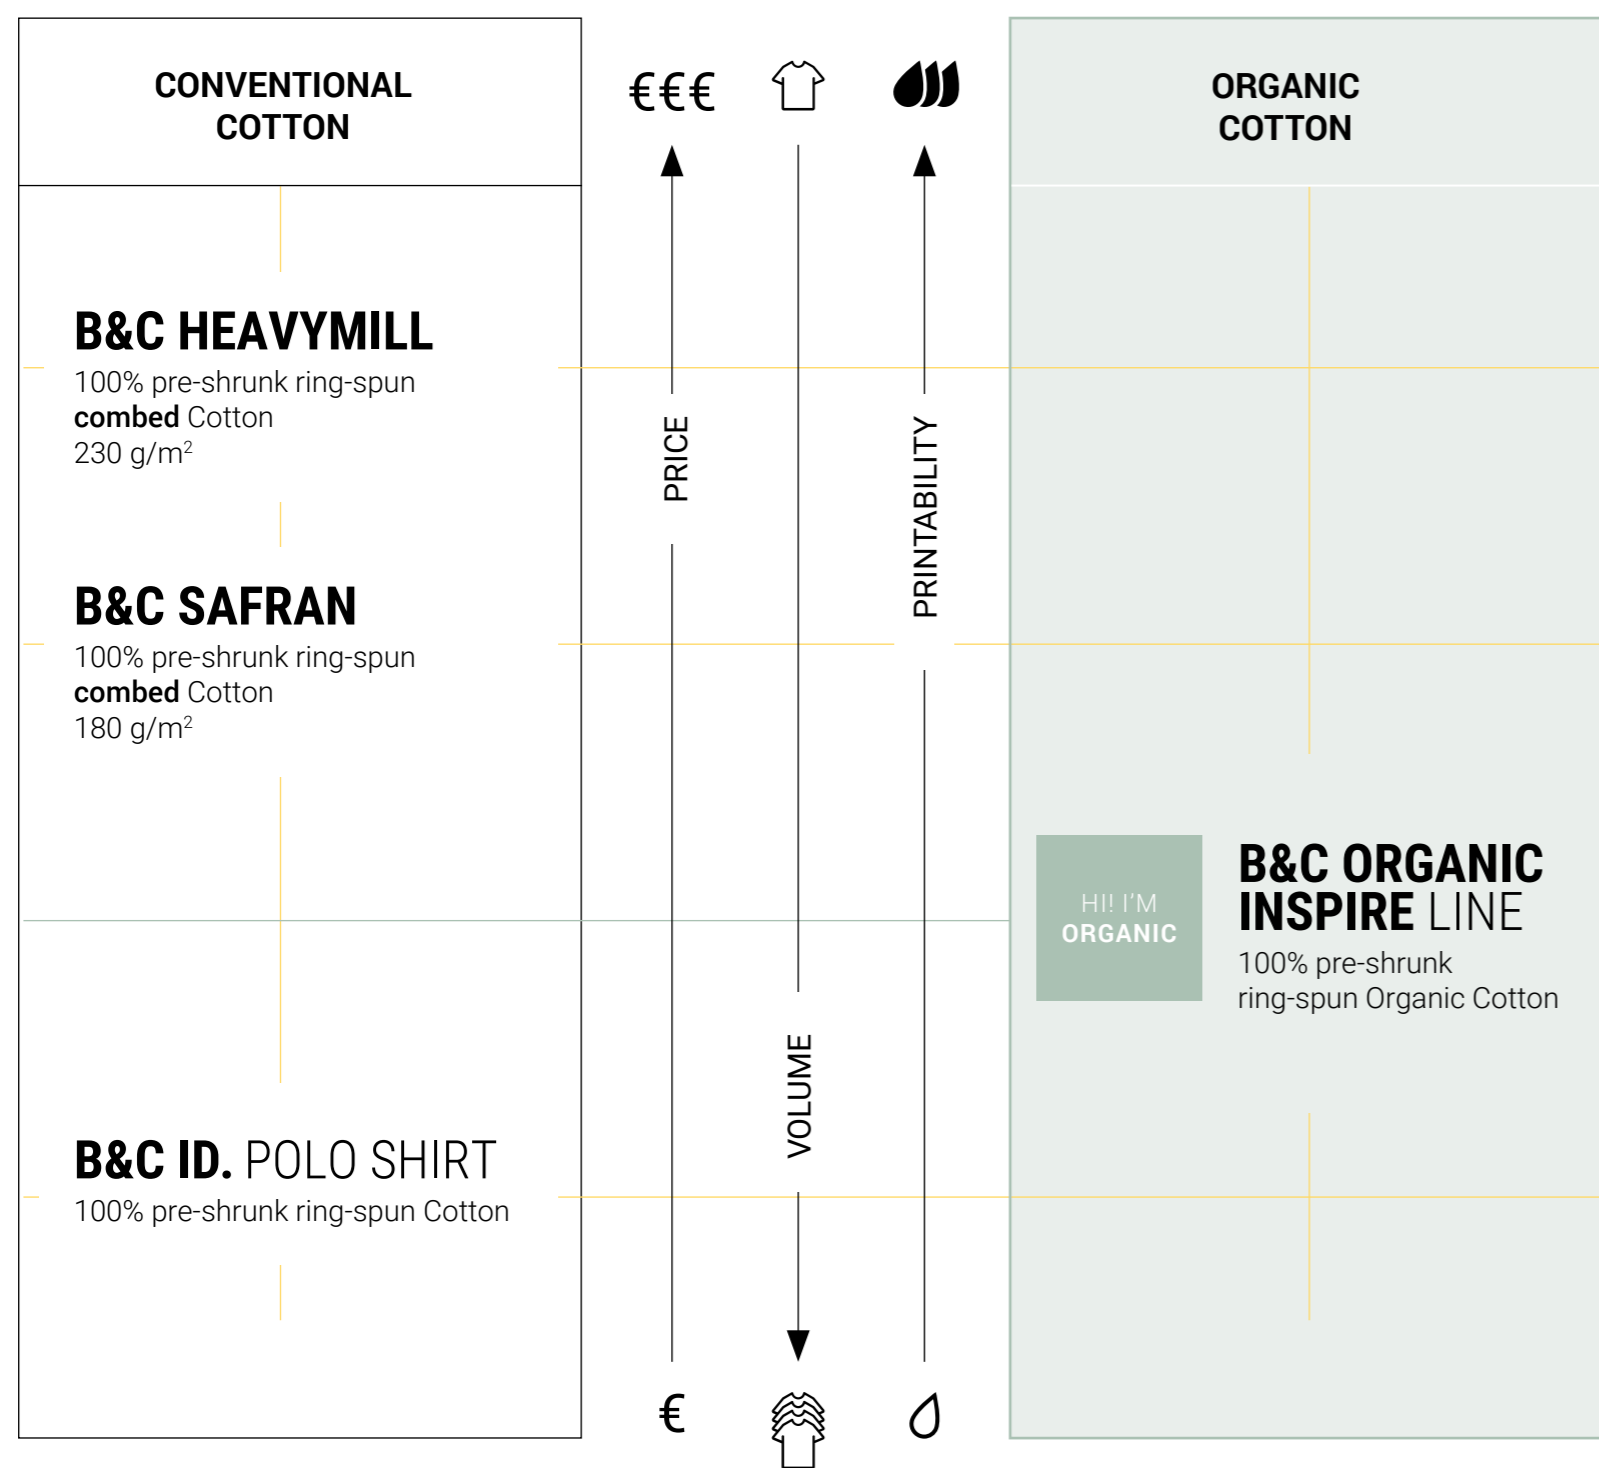 CONVENTIONAL
COTTON
B&C HEAVYMILL
100% pre-shrunk ring-spun
combed Cotton
230 g/m²
B&C SAFRAN
100% pre-shrunk ring-spun
combed Cotton
180 g/m²
B&C ID. POLO SHIRT
100% pre-shrunk ring-spun Cotton
€€€
PRICE
€
VOLUME
PRINTABILITY
ORGANIC
COTTON
HI! I'M
ORGANIC
B&C ORGANIC
INSPIRE LINE
100% pre-shrunk
ring-spun Organic Cotton